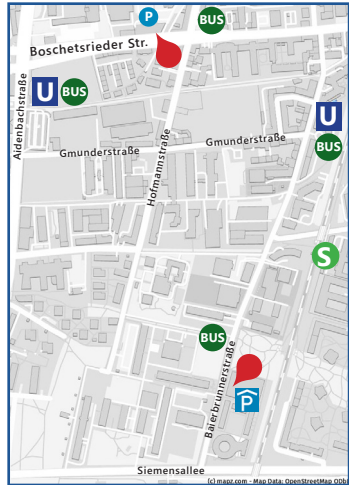 P
BUS
Boschetsrieder Str.
Aidenbachstraße
U
BUS
U
BUS
Gmunderstraße
Gmunderstraße
Hofmannstraße
S
BUS
Baierbrunnerstraße
P
Siemensallee
(c) mapz.com - Map Data: OpenStreetMap ODbL